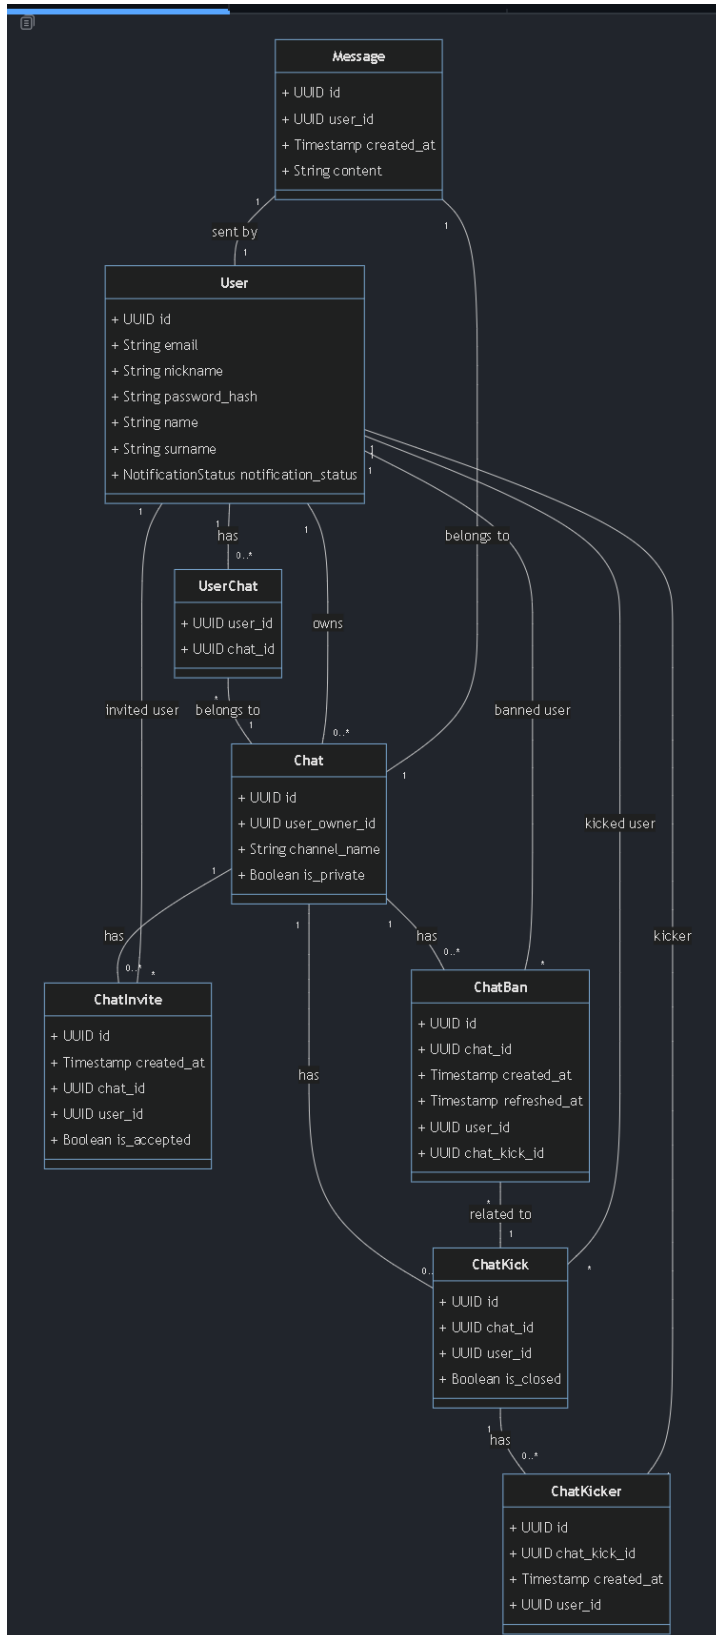 Message
+ UUID id
+ UUID user_id
+ Timestamp created_at
+ String content
1
1
sent by
1
User
+ UUID id
+ String email
+ String nickname
+ String password_hash
+ String name
+ String surname
+ NotificationStatus notification_status
1
1
1
1
1
1
has
0..*
belongs to
UserChat
+ UUID user_id
+ UUID chat_id
owns
*
invited user
belongs to
banned user
1
0..*
Chat
+ UUID id
+ UUID user_owner_id
+ String channel_name
+ Boolean is_private
1
kicked user
1
1
1
has
has
kicker
0..*
*
0..*
*
ChatInvite
+ UUID id
+ Timestamp created_at
+ UUID chat_id
+ UUID user_id
+ Boolean is_accepted
ChatBan
+ UUID id
+ UUID chat_id
+ Timestamp created_at
+ Timestamp refreshed_at
+ UUID user_id
+ UUID chat_kick_id
has
*
related to
1
0..
*
ChatKick
+ UUID id
+ UUID chat_id
+ UUID user_id
+ Boolean is_closed
1
has
0..*
ChatKicker
+ UUID id
+ UUID chat_kick_id
+ Timestamp created_at
+ UUID user_id